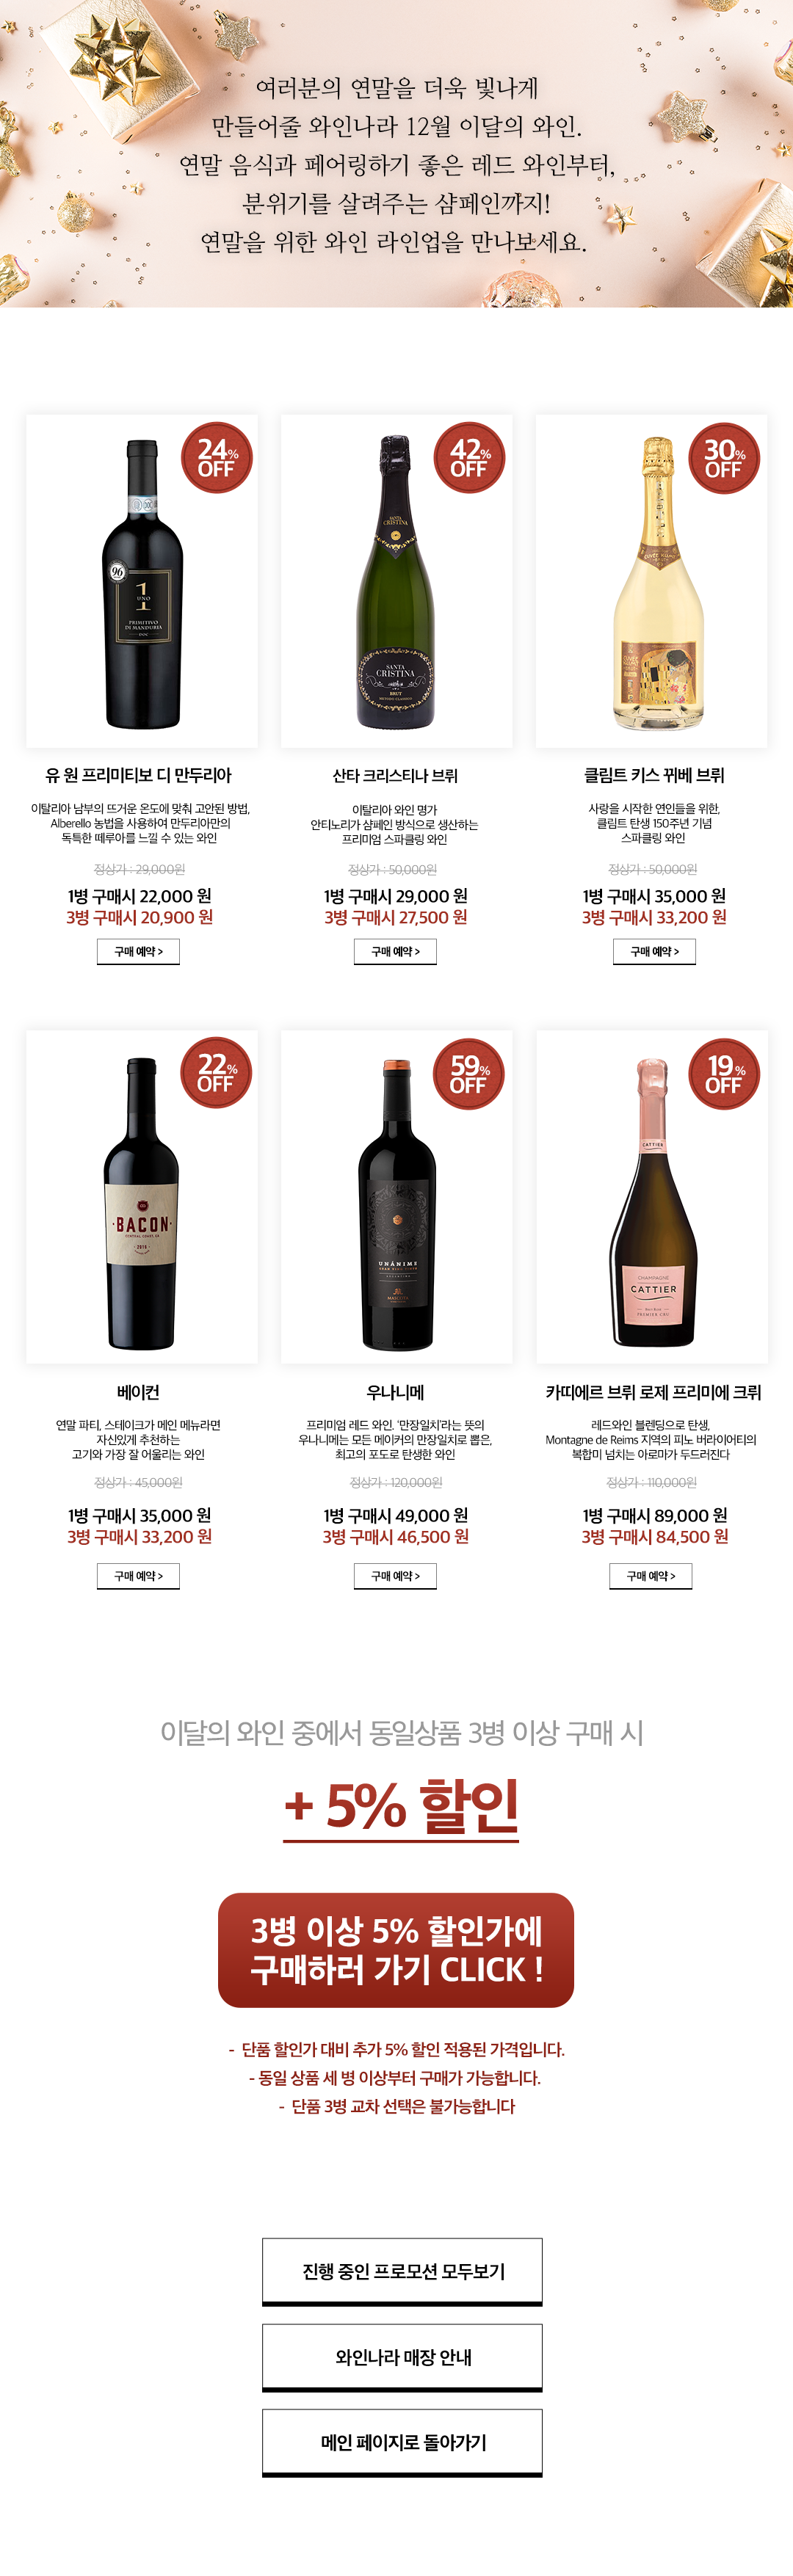 여러분의 연말을 더욱 빛나게
만들어줄 와인나라 12월 이달의 와인.
연말 음식과 페어링하기 좋은 레드 와인부터,
분위기를 살려주는 샴페인까지!
연말을 위한 와인 라인업을 만나보세요.
24% OFF
96
1
UNO
PRIMITIVO
DI MANDURIA
DOC
유 원 프리미티보 디 만두리아
이탈리아 남부의 뜨거운 온도에 맞춰 고안된 방법,
Alberello 농법을 사용하여 만두리아만의
독특한 떼루아를 느낄 수 있는 와인
정상가 : 29,000원
1병 구매시 22,000 원
3병 구매시 20,900 원
구매 예약 >
42% OFF
SANTA
CRISTINA
SANTA
CRISTINA
BRUT
METODO CLASSICO
산타 크리스티나 브뤼
이탈리아 와인 명가
안티노리가 샴페인 방식으로 생산하는
프리미엄 스파클링 와인
정상가 : 50,000원
1병 구매시 29,000 원
3병 구매시 27,500 원
구매 예약 >
30% OFF
클림트 키스 뀌베 브뤼
사랑을 시작한 연인들을 위한,
클림트 탄생 150주년 기념
스파클링 와인
정상가 : 50,000원
1병 구매시 35,000 원
3병 구매시 33,200 원
구매 예약 >
22% OFF
BACON
CENTRAL COAST, CA
2016
베이컨
연말 파티, 스테이크가 메인 메뉴라면
자신있게 추천하는
고기와 가장 잘 어울리는 와인
정상가 : 45,000원
1병 구매시 35,000 원
3병 구매시 33,200 원
구매 예약 >
59% OFF
UNÁNIME
GRAN VINO TINTO
ARGENTINA
우나니메
프리미엄 레드 와인. '만장일치'라는 뜻의
우나니메는 모든 메이커의 만장일치로 뽑은,
최고의 포도로 탄생한 와인
정상가 : 120,000원
1병 구매시 49,000 원
3병 구매시 46,500 원
구매 예약 >
19% OFF
CATTIER
CHAMPAGNE
CATTIER
PREMIER CRU
카띠에르 브뤼 로제 프리미에 크뤼
레드와인 블렌딩으로 탄생,
Montagne de Reims 지역의 피노 버라이어티의
복합미 넘치는 아로마가 두드러진다
정상가 : 110,000원
1병 구매시 89,000 원
3병 구매시 84,500 원
구매 예약 >
이달의 와인 중에서 동일상품 3병 이상 구매 시
+ 5% 할인
3병 이상 5% 할인가에
구매하러 가기 CLICK !
- 단품 할인가 대비 추가 5% 할인 적용된 가격입니다.
- 동일 상품 세 병 이상부터 구매가 가능합니다.
- 단품 3병 교차 선택은 불가능합니다
진행 중인 프로모션 모두보기
와인나라 매장 안내
메인 페이지로 돌아가기